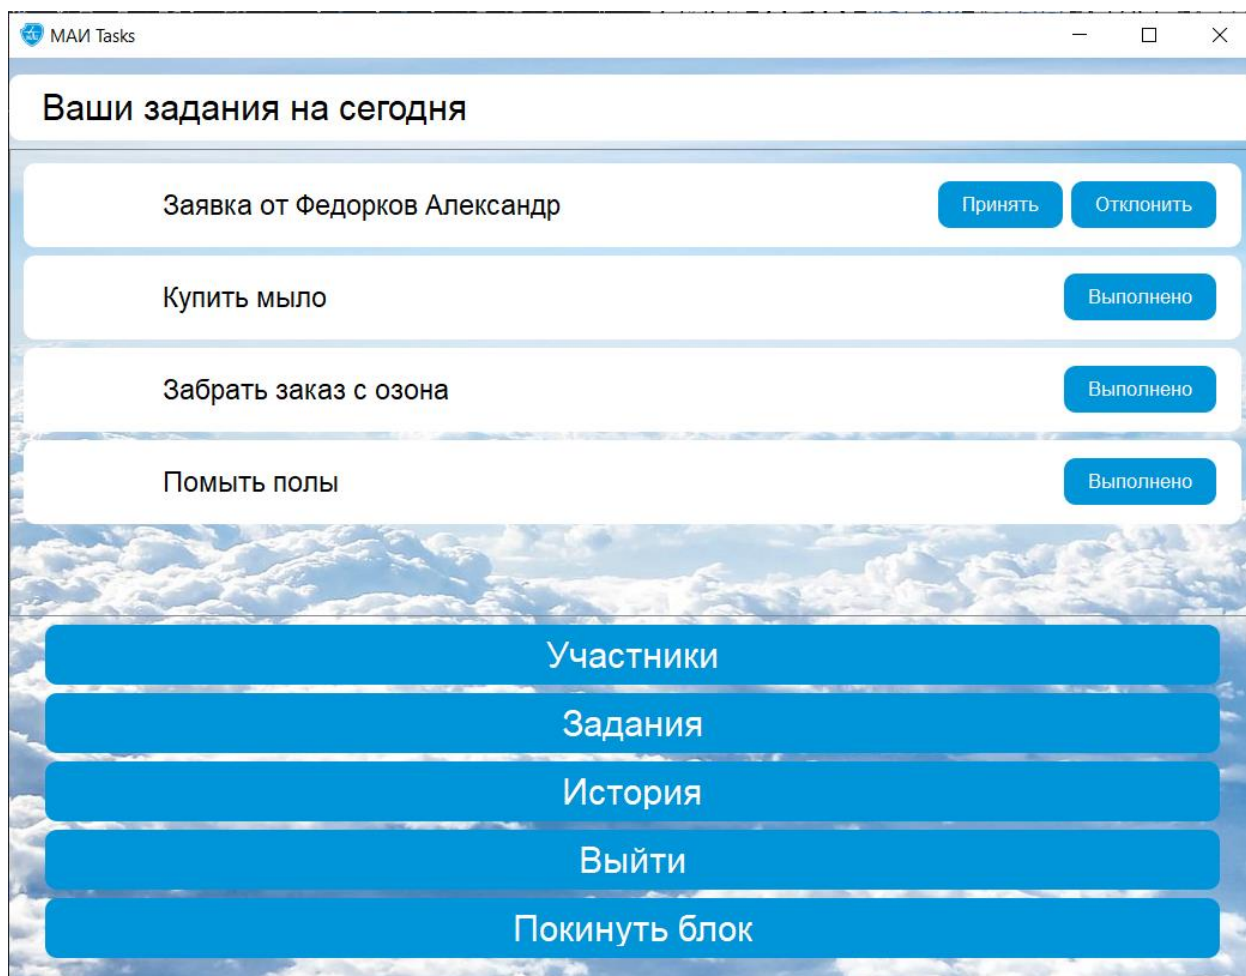 МАИ Tasks
Ваши задания на сегодня
Заявка от Федорков Александр
Принять
Отклонить
Купить мыло
Выполнено
Забрать заказ с озона
Выполнено
Помыть полы
Выполнено
Участники
Задания
История
Выйти
Покинуть блок